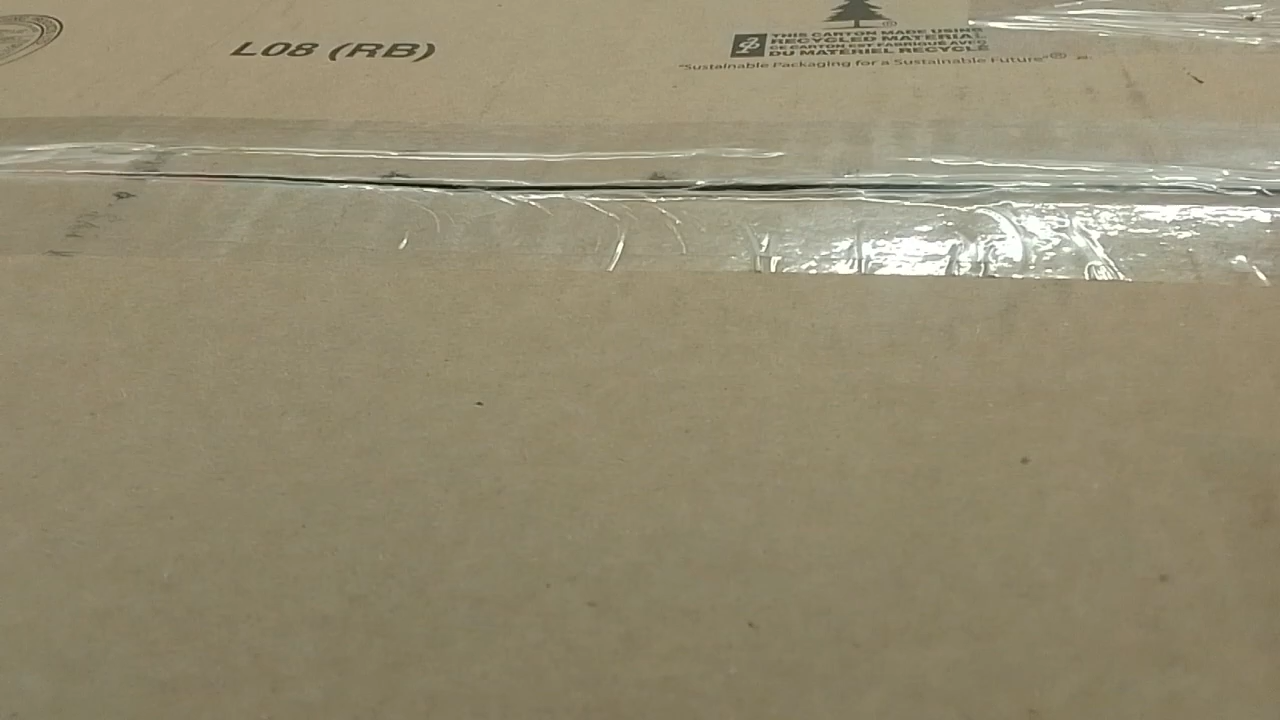 L08 (RB)
THIS CARTON MADE USING
RECYCLED MATERIAL
CE CARTON EST FABRIQUÉ AVEC
DU MATÉRIEL RECYCLÉ
"Sustainable Packaging for a Sustainable Future"®